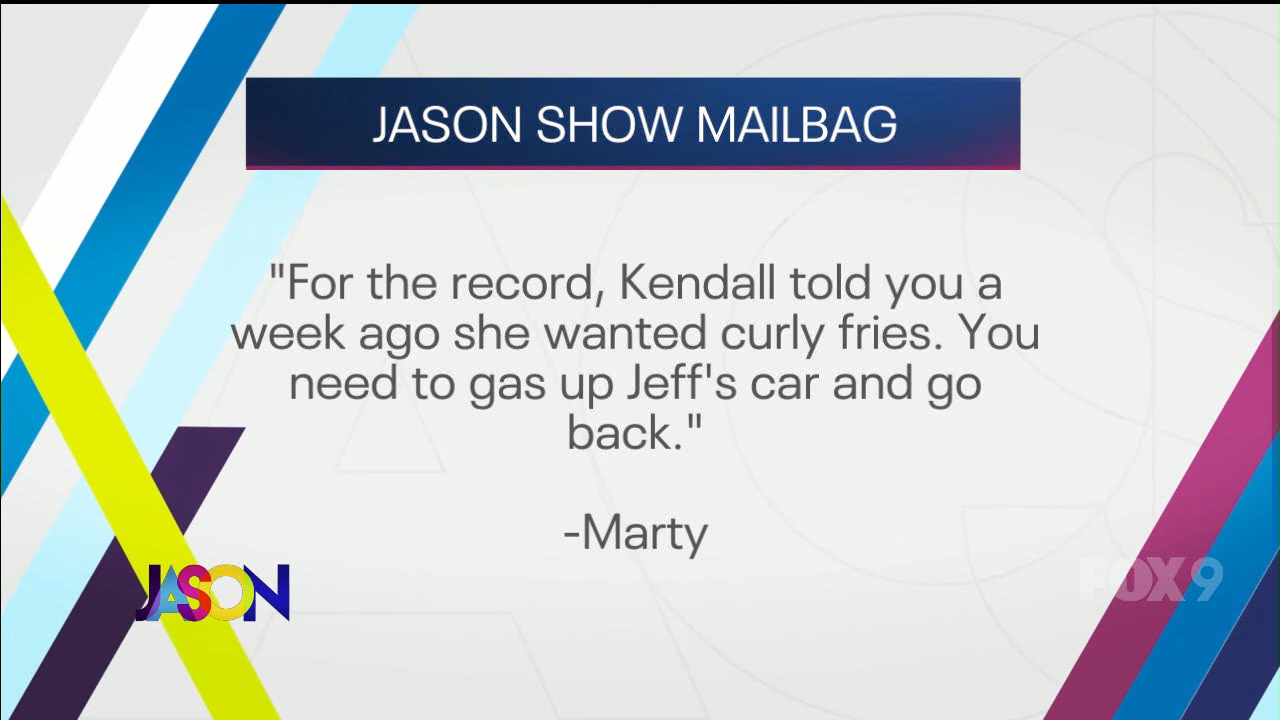 JASON SHOW MAILBAG
"For the record, Kendall told you a
week ago she wanted curly fries. You
need to gas up Jeff's car and go
back."
-Marty
JASON
FOX 9